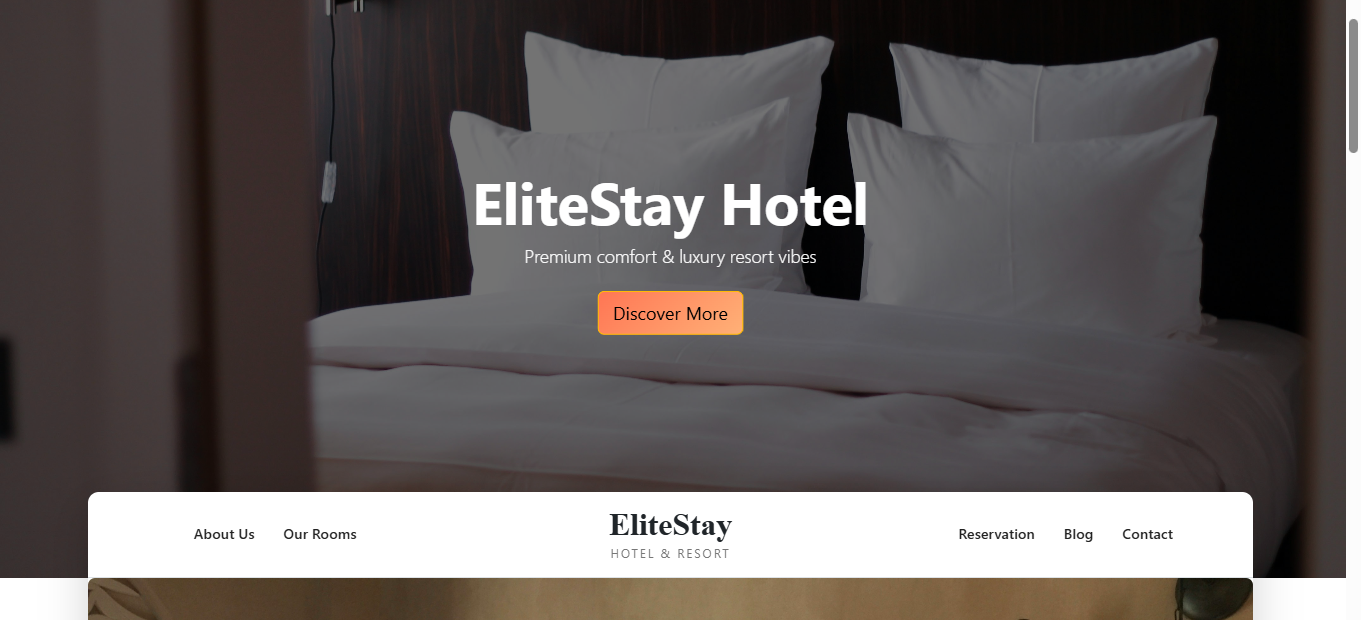 EliteStay Hotel
Premium comfort & luxury resort vibes
Discover More
About Us
Our Rooms
EliteStay
HOTEL & RESORT
Reservation
Blog
Contact